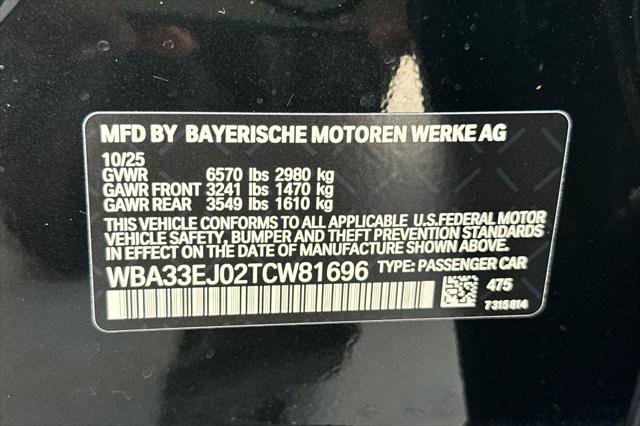 MFD BY BAYERISCHE MOTOREN WERKE AG
10/25
GVWR 6570 lbs 2980 kg
GAWR FRONT 3241 lbs 1470 kg
GAWR REAR 3549 lbs 1610 kg
THIS VEHICLE CONFORMS TO ALL APPLICABLE U.S.FEDERAL MOTOR
VEHICLE SAFETY, BUMPER AND THEFT PREVENTION STANDARDS
IN EFFECT ON THE DATE OF MANUFACTURE SHOWN ABOVE.
WBA33EJ02TCW81696 TYPE: PASSENGER CAR
475
7315814